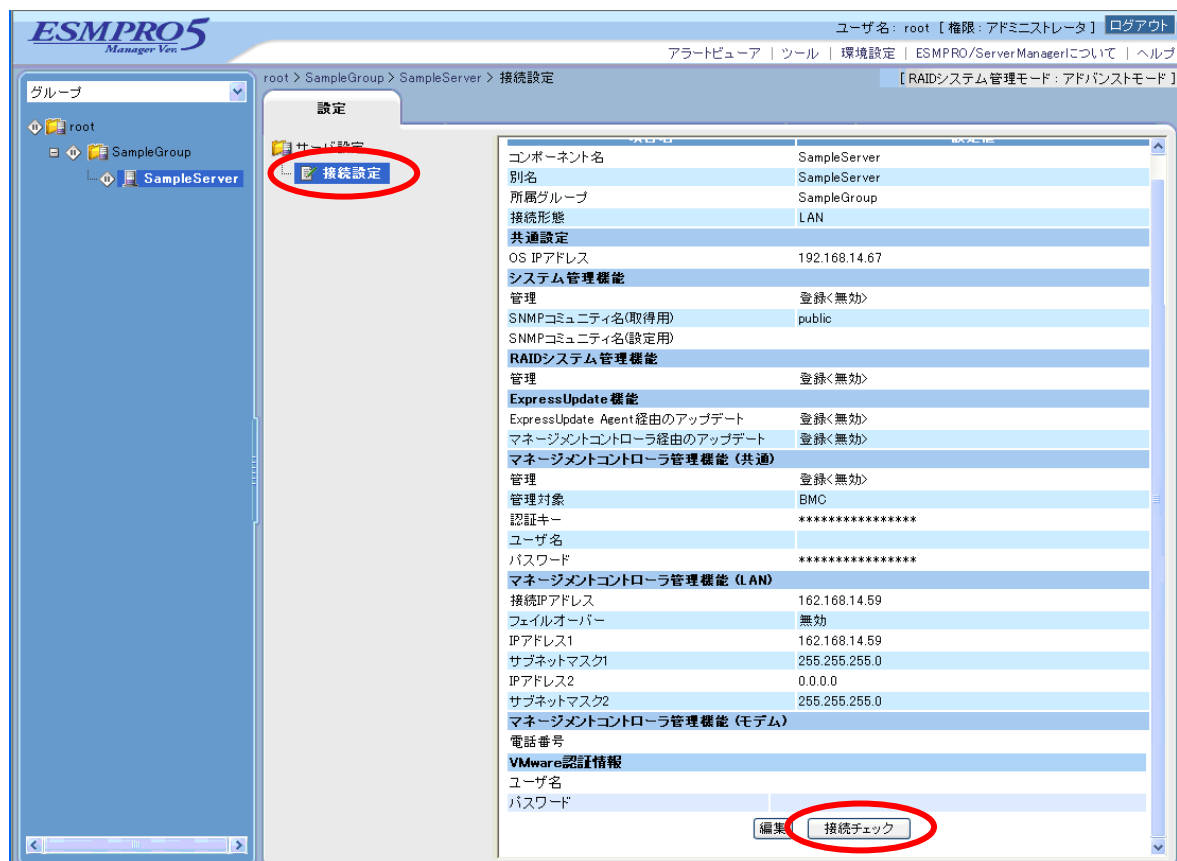 ESMPRO5
Manager Ver.
ユーザ名: root [ 権限 : アドミニストレータ ] ログアウト
アラートビューア | ツール | 環境設定 | ESMPRO/ServerManagerについて | ヘルプ
root > SampleGroup > SampleServer > 接続設定
[ RAIDシステム管理モード : アドバンストモード ]
グループ
root
SampleGroup
SampleServer
設定
サーバ設定
接続設定
項目名 設定値
コンポーネント名 SampleServer
別名 SampleServer
所属グループ SampleGroup
接続形態 LAN
共通設定
OS IPアドレス 192.168.14.67
システム管理機能
管理 登録<無効>
SNMPコミュニティ名(取得用) public
SNMPコミュニティ名(設定用)
RAIDシステム管理機能
管理 登録<無効>
ExpressUpdate 機能
ExpressUpdate Agent経由のアップデート 登録<無効>
マネージメントコントローラ経由のアップデート 登録<無効>
マネージメントコントローラ管理機能 (共通)
管理 登録<無効>
管理対象 BMC
認証キー ****************
ユーザ名
パスワード ****************
マネージメントコントローラ管理機能 (LAN)
接続IPアドレス 162.168.14.59
フェイルオーバー 無効
IPアドレス1 162.168.14.59
サブネットマスク1 255.255.255.0
IPアドレス2 0.0.0.0
サブネットマスク2 255.255.255.0
マネージメントコントローラ管理機能 (モデム)
電話番号
VMware認証情報
ユーザ名
パスワード
編集 接続チェック